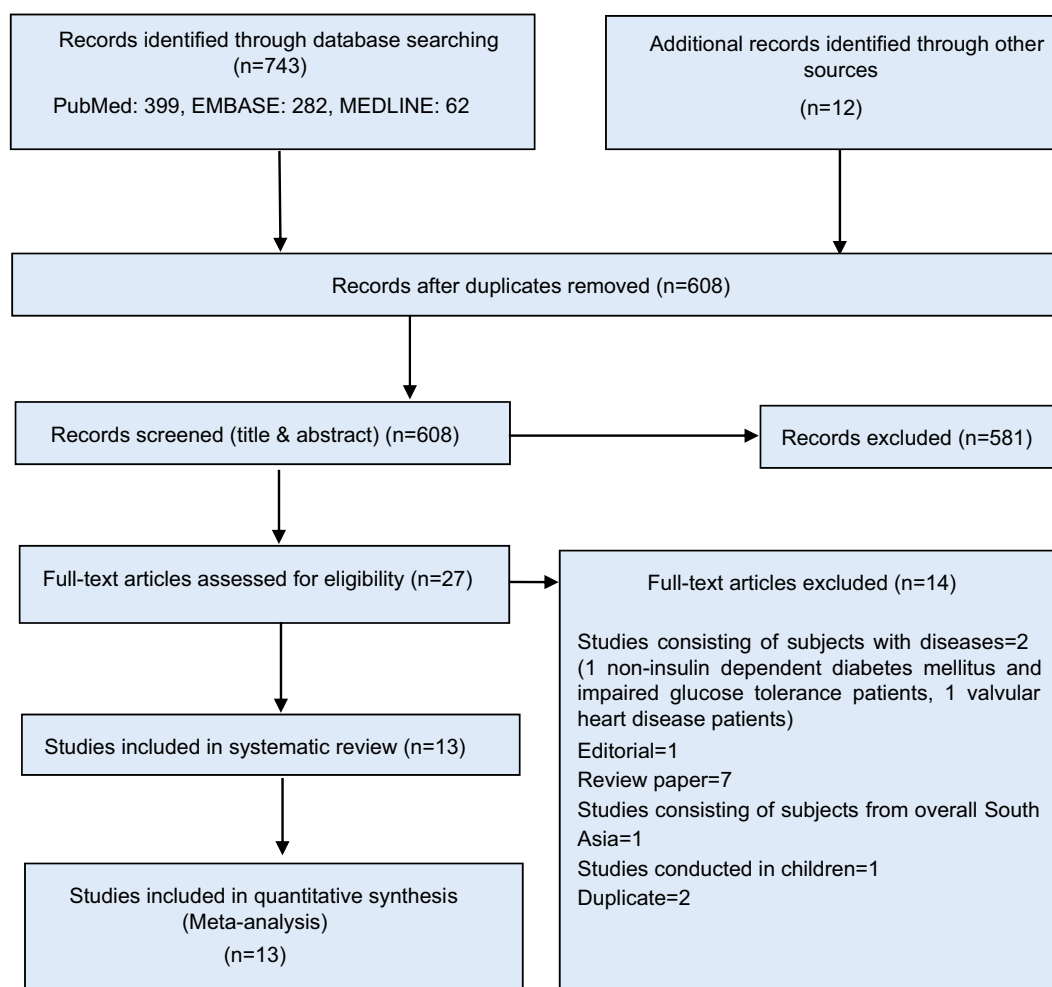 Records identified through database searching
(n=743)
PubMed: 399, EMBASE: 282, MEDLINE: 62
Additional records identified through other
sources
(n=12)
Records after duplicates removed (n=608)
Records screened (title & abstract) (n=608)
Records excluded (n=581)
Full-text articles assessed for eligibility (n=27)
Full-text articles excluded (n=14)
Studies consisting of subjects with diseases=2
(1 non-insulin dependent diabetes mellitus and
impaired glucose tolerance patients, 1 valvular
heart disease patients)
Editorial=1
Review paper=7
Studies consisting of subjects from overall South
Asia=1
Studies conducted in children=1
Duplicate=2
Studies included in systematic review (n=13)
Studies included in quantitative synthesis
(Meta-analysis)
(n=13)